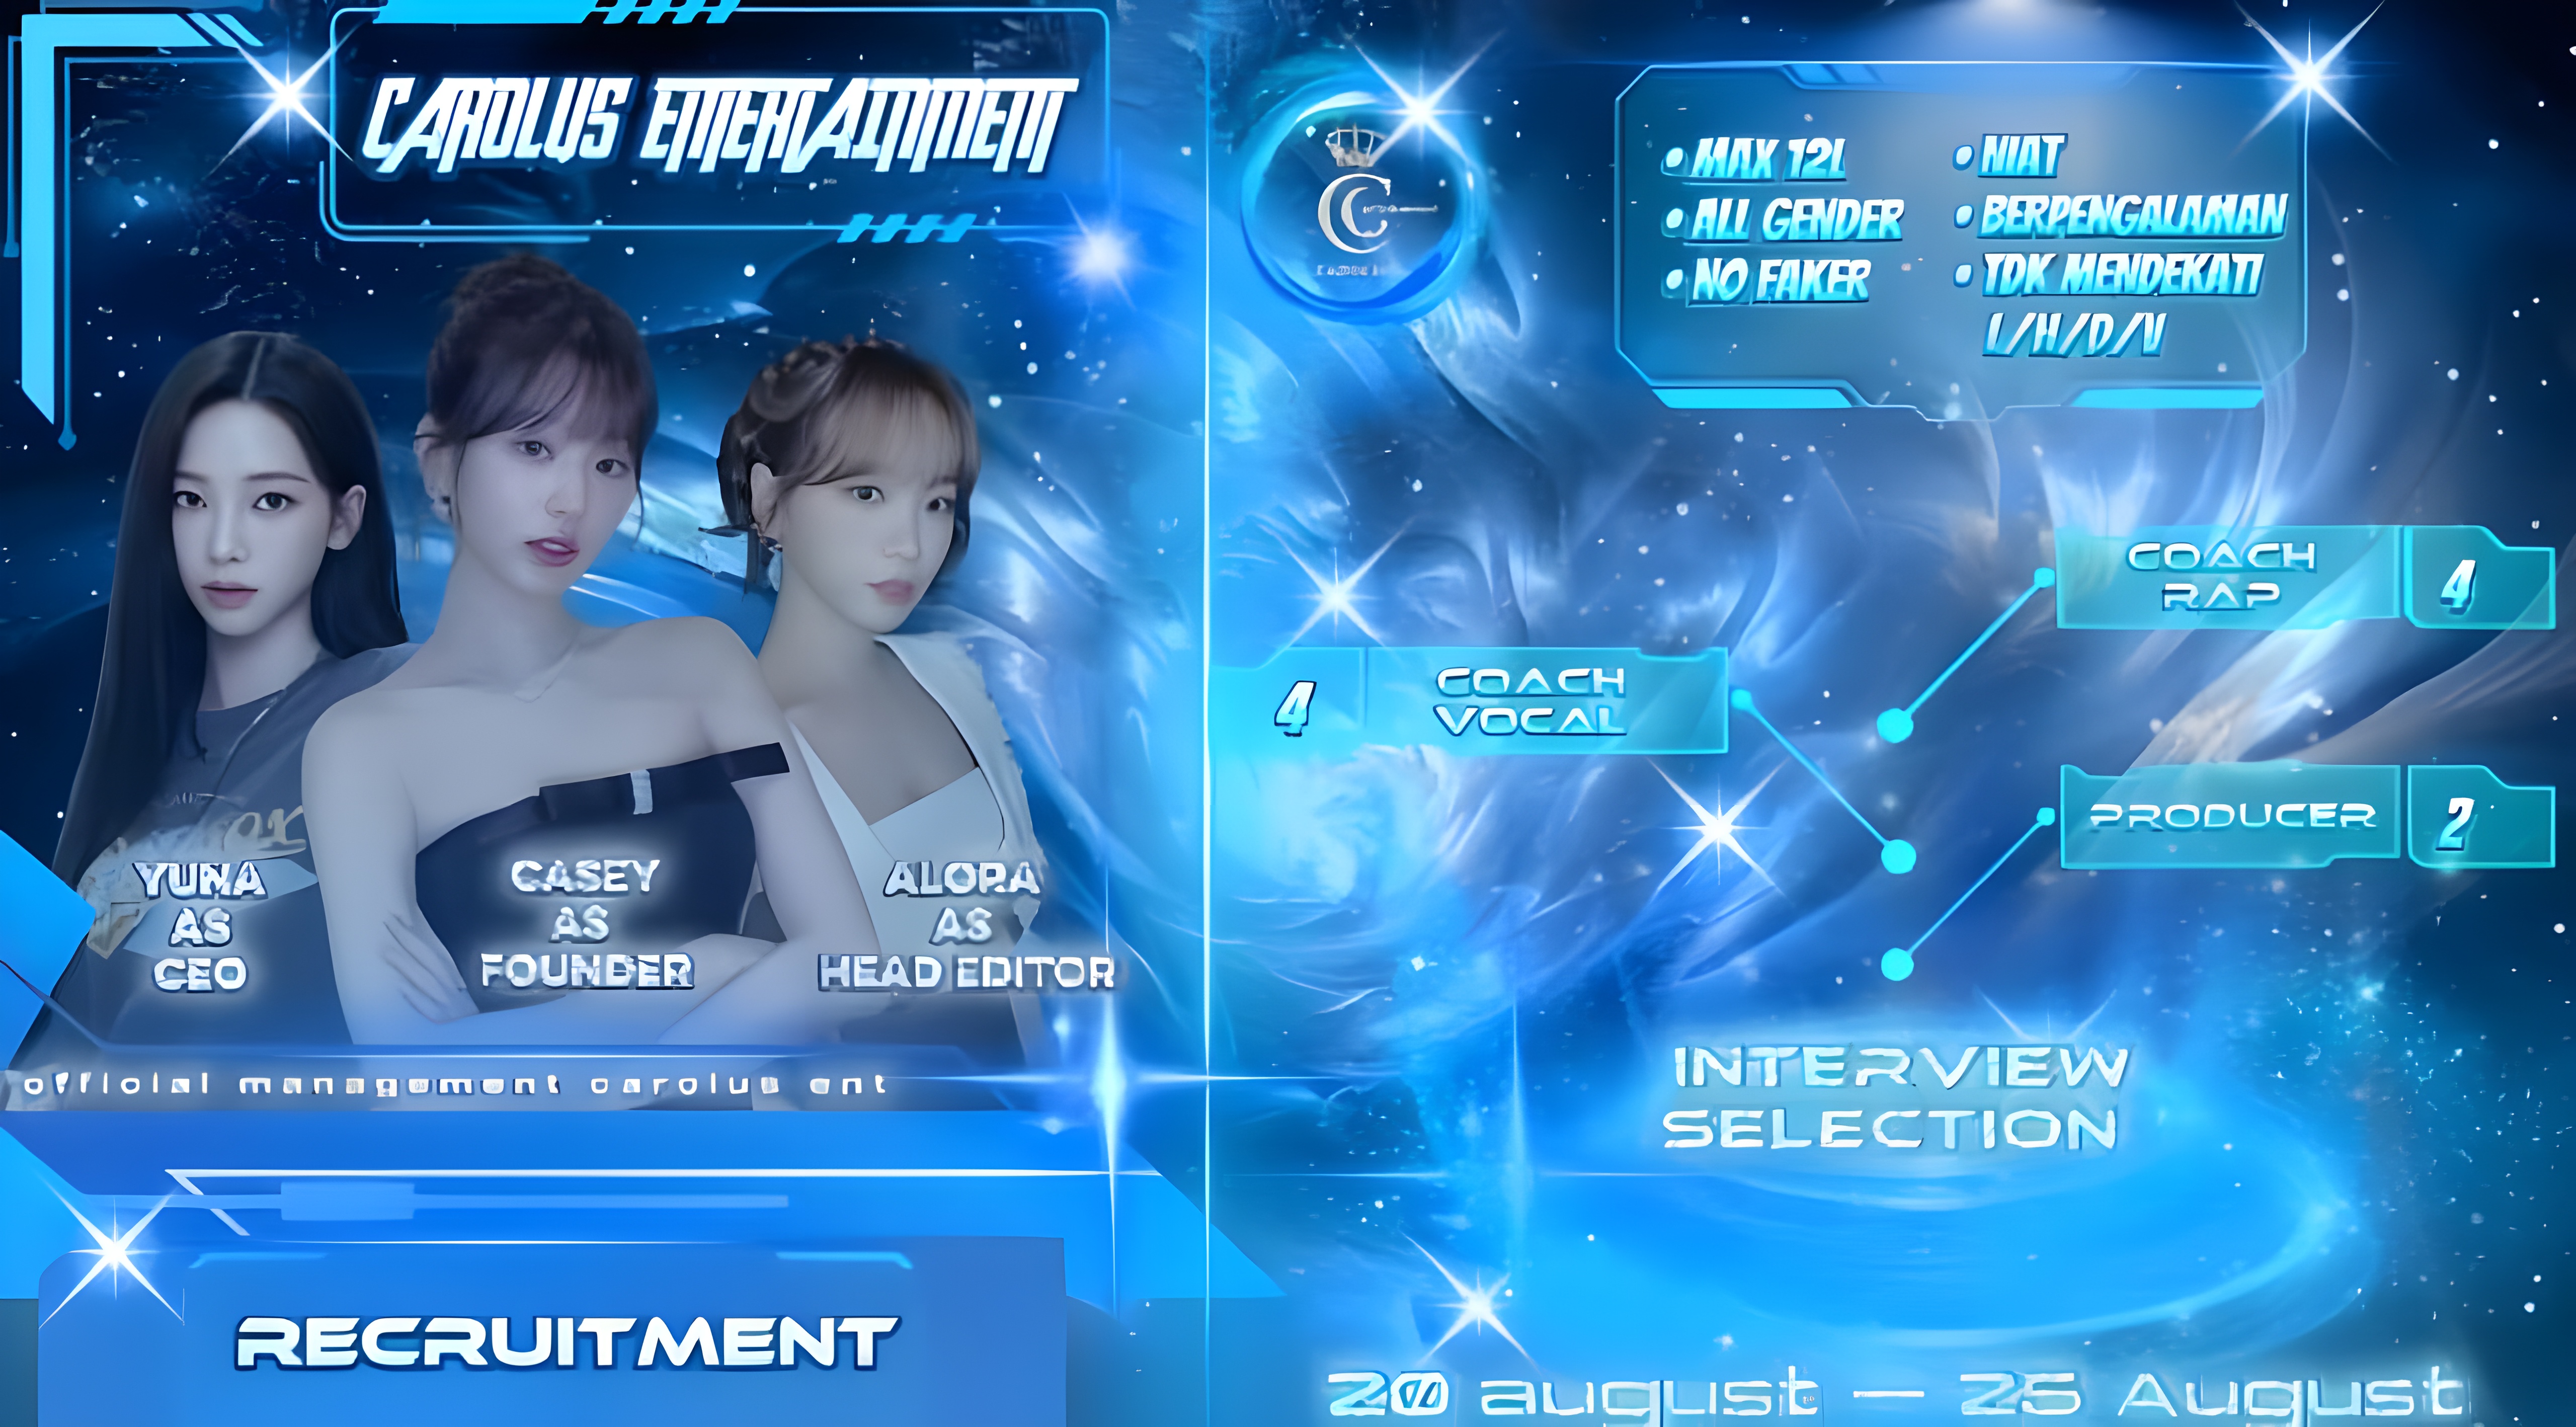 CAROLUS ENTERTAINMENT
YUNA
AS
CEO
CASEY
AS
FOUNDER
ALORA
AS
HEAD EDITOR
official management carolus ent
RECRUITMENT
• MAX 12L
• ALL GENDER
• NO FAKER
• NIAT
• BERPENGALAMAN
• TDK MENDEKATI
L/H/D/V
COACH
RAP
4
4
COACH
VOCAL
PRODUCER
2
INTERVIEW
SELECTION
20 august — 25 August